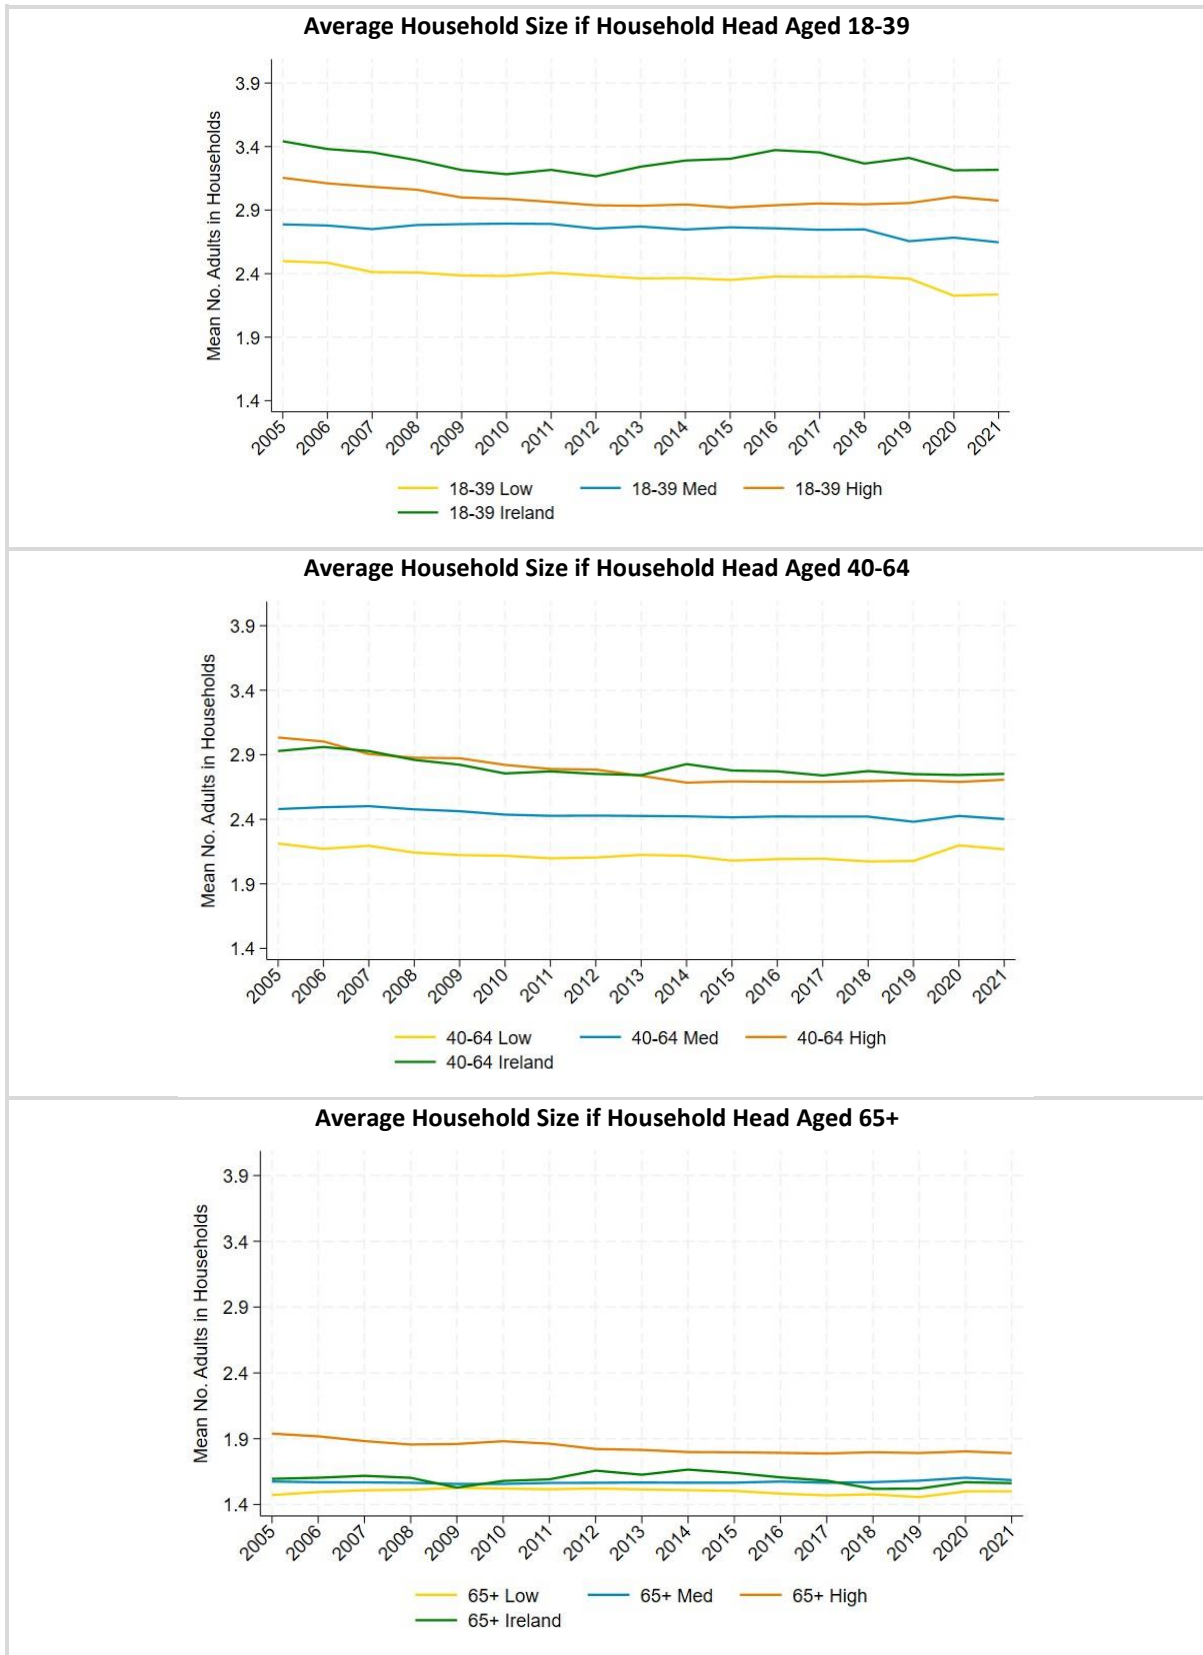 Average Household Size if Household Head Aged 18-39
Mean No. Adults in Households
3.9
3.4
2.9
2.4
1.9
1.4
2005 2006 2007 2008 2009 2010 2011 2012 2013 2014 2015 2016 2017 2018 2019 2020 2021
18-39 Low 18-39 Med 18-39 High
18-39 Ireland
Average Household Size if Household Head Aged 40-64
Mean No. Adults in Households
3.9
3.4
2.9
2.4
1.9
1.4
2005 2006 2007 2008 2009 2010 2011 2012 2013 2014 2015 2016 2017 2018 2019 2020 2021
40-64 Low 40-64 Med 40-64 High
40-64 Ireland
Average Household Size if Household Head Aged 65+
Mean No. Adults in Households
3.9
3.4
2.9
2.4
1.9
1.4
2005 2006 2007 2008 2009 2010 2011 2012 2013 2014 2015 2016 2017 2018 2019 2020 2021
65+ Low 65+ Med 65+ High
65+ Ireland